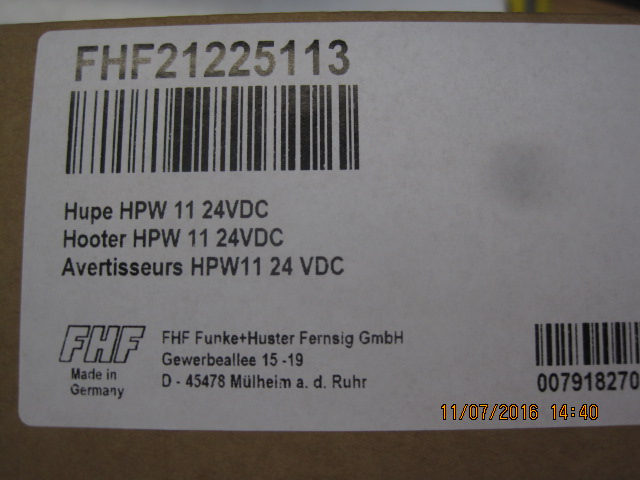 FHF21225113
Hupe HPW 11 24VDC
Hooter HPW 11 24VDC
Avertisseurs HPW11 24 VDC
FHF
Made in
Germany
FHF Funke+Huster Fernsig GmbH
Gewerbeallee 15 -19
D - 45478 Mülheim a. d. Ruhr
007918270
11/07/2016 14:40